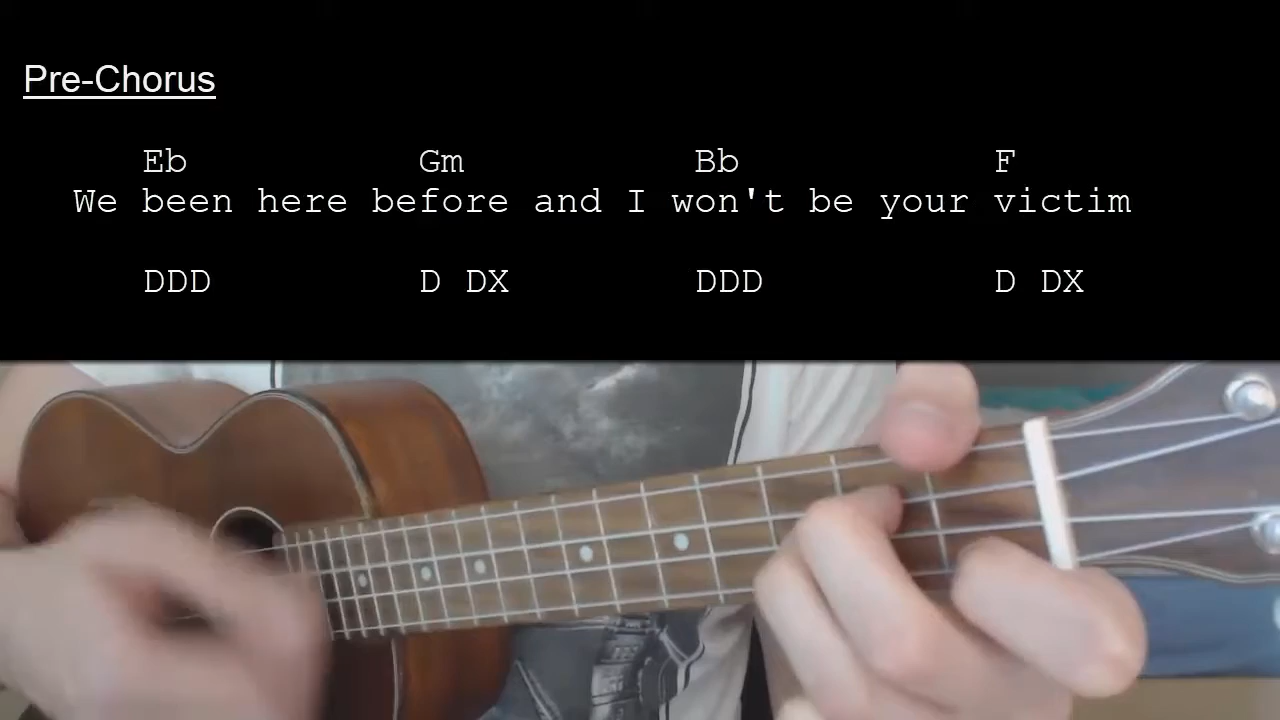 Pre-Chorus
Eb Gm Bb F
We been here before and I won't be your victim
DDD D DX DDD D DX